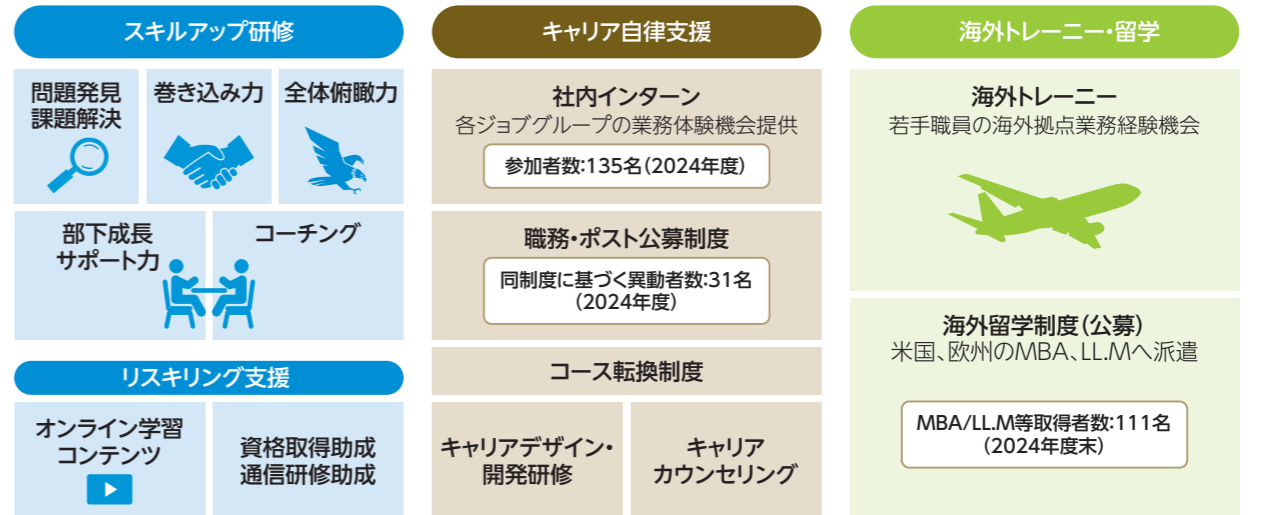 スキルアップ研修
問題発見
課題解決
巻き込み力
全体俯瞰力
部下成長
サポート力
コーチング
リスキリング支援
オンライン学習
コンテンツ
資格取得助成
通信研修助成
キャリア自律支援
社内インターン
各ジョブグループの業務体験機会提供
参加者数:135名(2024年度)
職務・ポスト公募制度
同制度に基づく異動者数:31名
(2024年度)
コース転換制度
キャリアデザイン・
開発研修
キャリア
カウンセリング
海外トレーニー・留学
海外トレーニー
若手職員の海外拠点業務経験機会
海外留学制度(公募)
米国、欧州のMBA、LL.Mへ派遣
MBA/LL.M等取得者数:111名
(2024年度末)